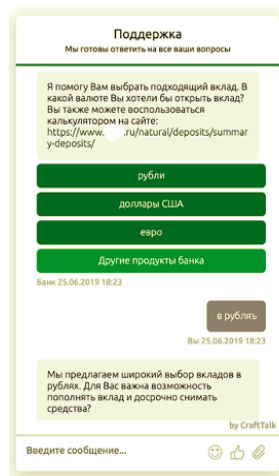 Поддержка
Мы готовы ответить на все ваши вопросы
Я помогу Вам выбрать подходящий вклад. В
какой валюте Вы хотели бы открыть вклад?
Вы также можете воспользоваться
калькулятором на сайте:
https://www. .ru/natural/deposits/summar
y-deposits/
рубли
доллары США
евро
Другие продукты банка
Банк 25.06.2019 18:23
в рубляъ
Вы 25.06.2019 18:23
Мы предлагаем широкий выбор вкладов в
рублях. Для Вас важна возможность
пополнять вклад и досрочно снимать
средства?
by CraftTalk
Введите сообщение...